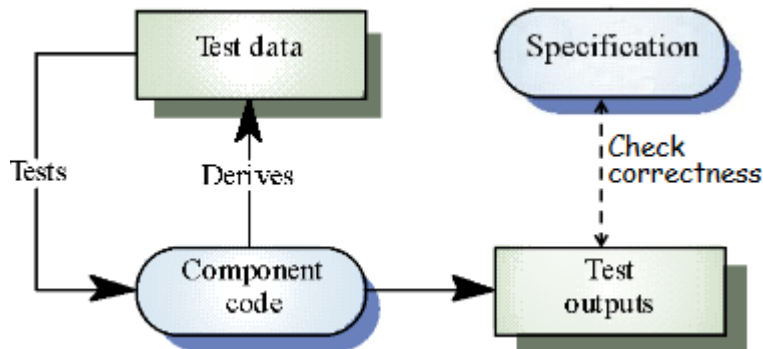 Test data
Specification
Tests
Derives
Check
correctness
Component
code
Test
outputs